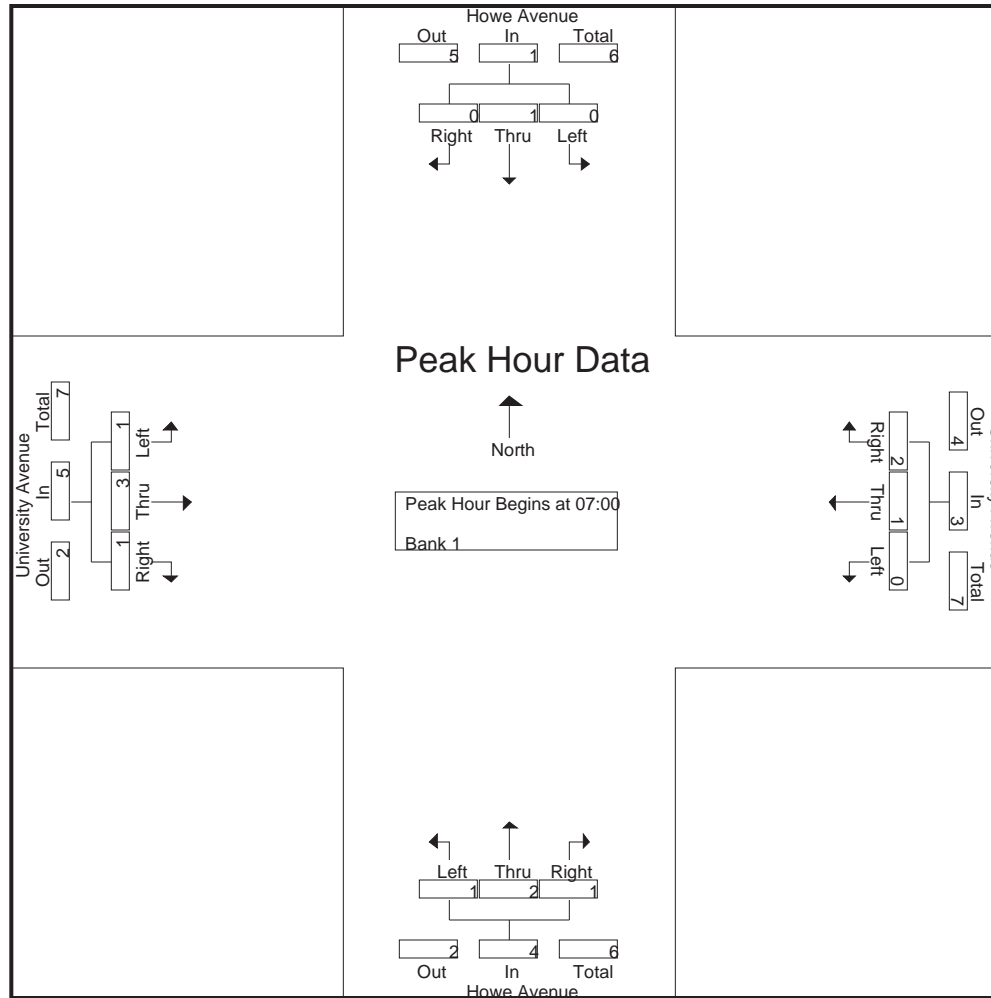 Howe Avenue
Out In Total
5 1 6
0 1 0
Right Thru Left
Peak Hour Data
North
Peak Hour Begins at 07:00
Bank 1
University Avenue
Out In Total
2 5 7
1 3 1
Right Thru Left
Out In Total
4 3 7
2 1 0
Right Thru Left
Left Thru Right
1 2 1
2 4 6
Out In Total
Howe Avenue